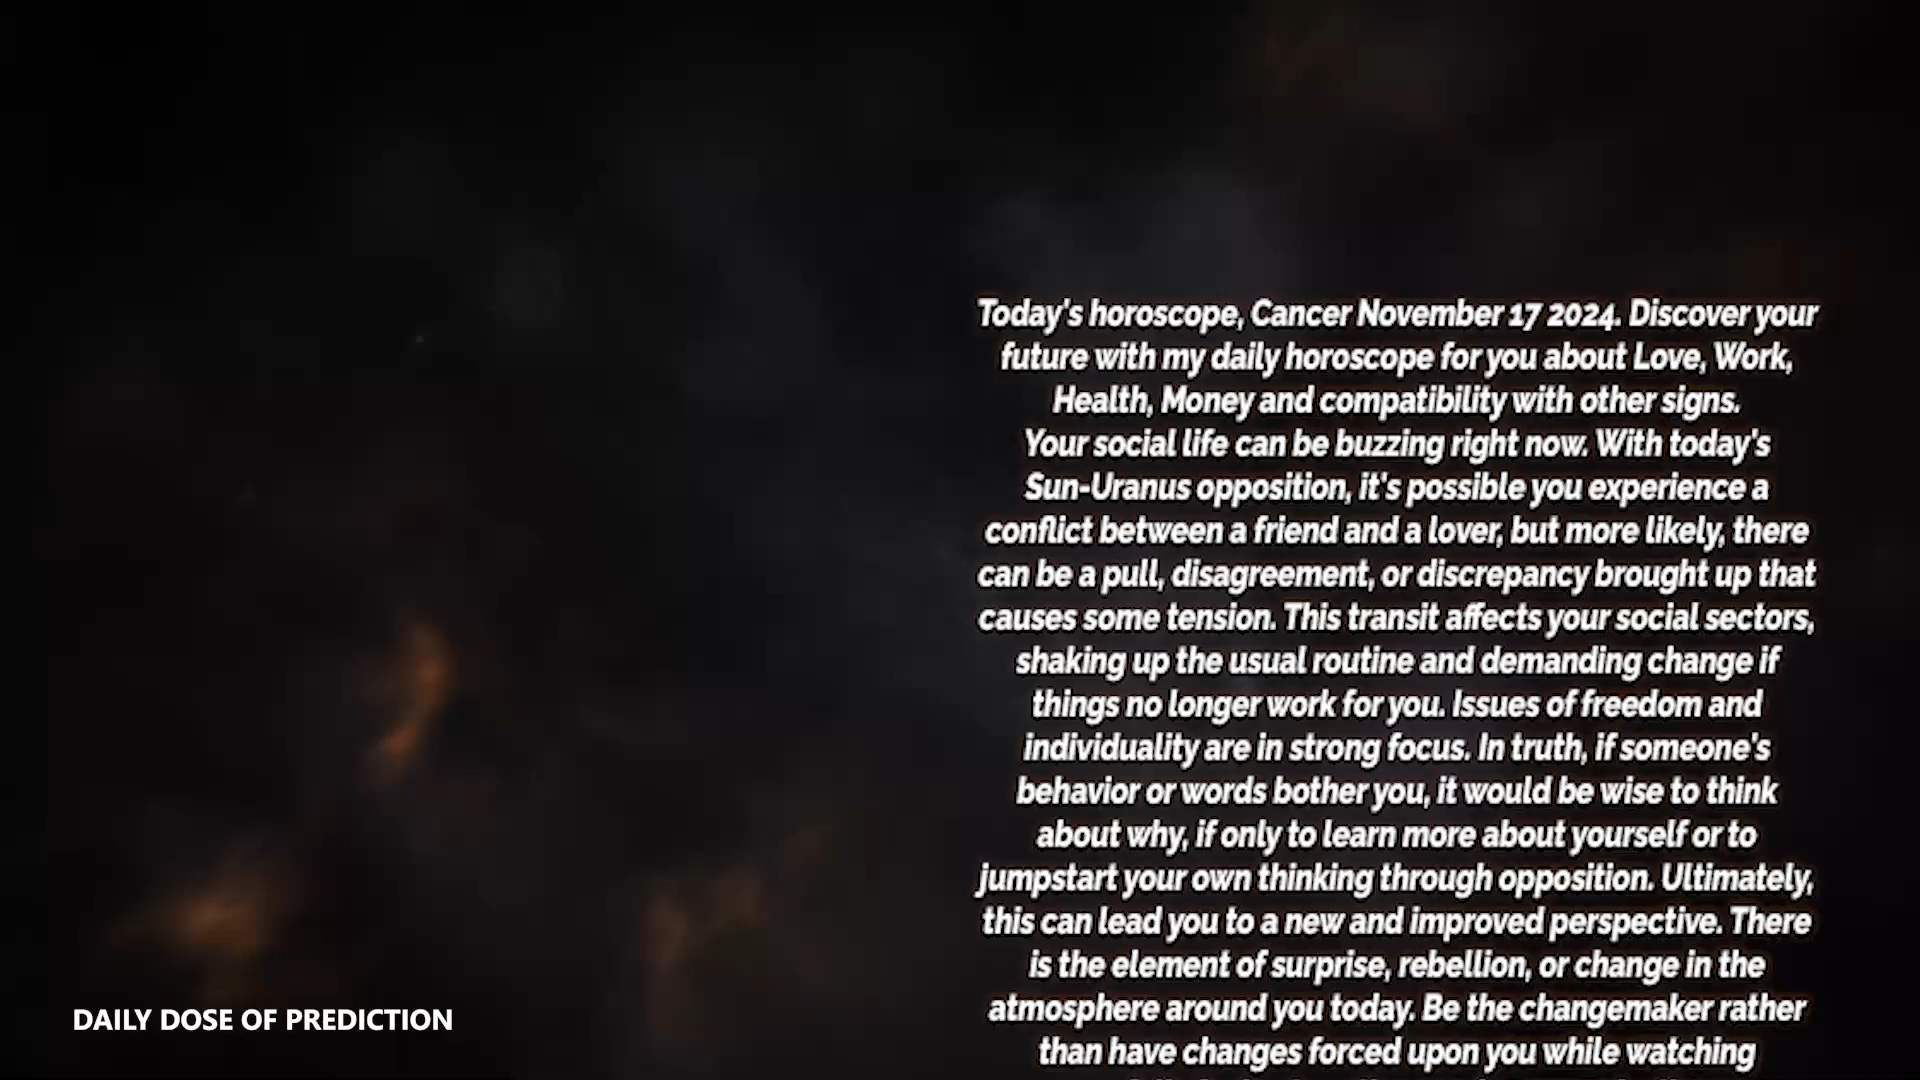 Today's horoscope, Cancer November 17 2024. Discover your
future with my daily horoscope for you about Love, Work,
Health, Money and compatibility with other signs.
Your social life can be buzzing right now. With today's
Sun-Uranus opposition, it's possible you experience a
conflict between a friend and a lover, but more likely, there
can be a pull, disagreement, or discrepancy brought up that
causes some tension. This transit affects your social sectors,
shaking up the usual routine and demanding change if
things no longer work for you. Issues of freedom and
individuality are in strong focus. In truth, if someone's
behavior or words bother you, it would be wise to think
about why, if only to learn more about yourself or to
jumpstart your own thinking through opposition. Ultimately,
this can lead you to a new and improved perspective. There
is the element of surprise, rebellion, or change in the
atmosphere around you today. Be the changemaker rather
than have changes forced upon you while watching
DAILY DOSE OF PREDICTION